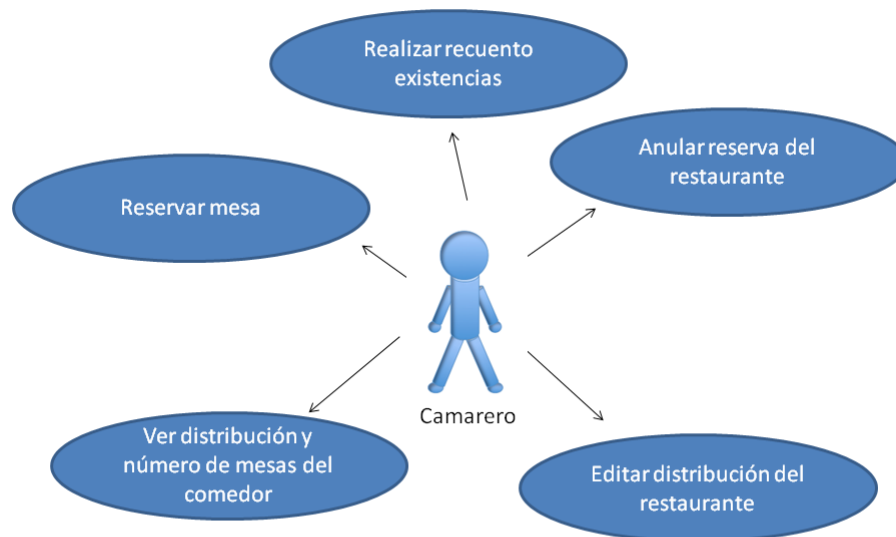 Realizar recuento
existencias
Anular reserva del
restaurante
Reservar mesa
Camarero
Ver distribución y
número de mesas del
comedor
Editar distribución del
restaurante